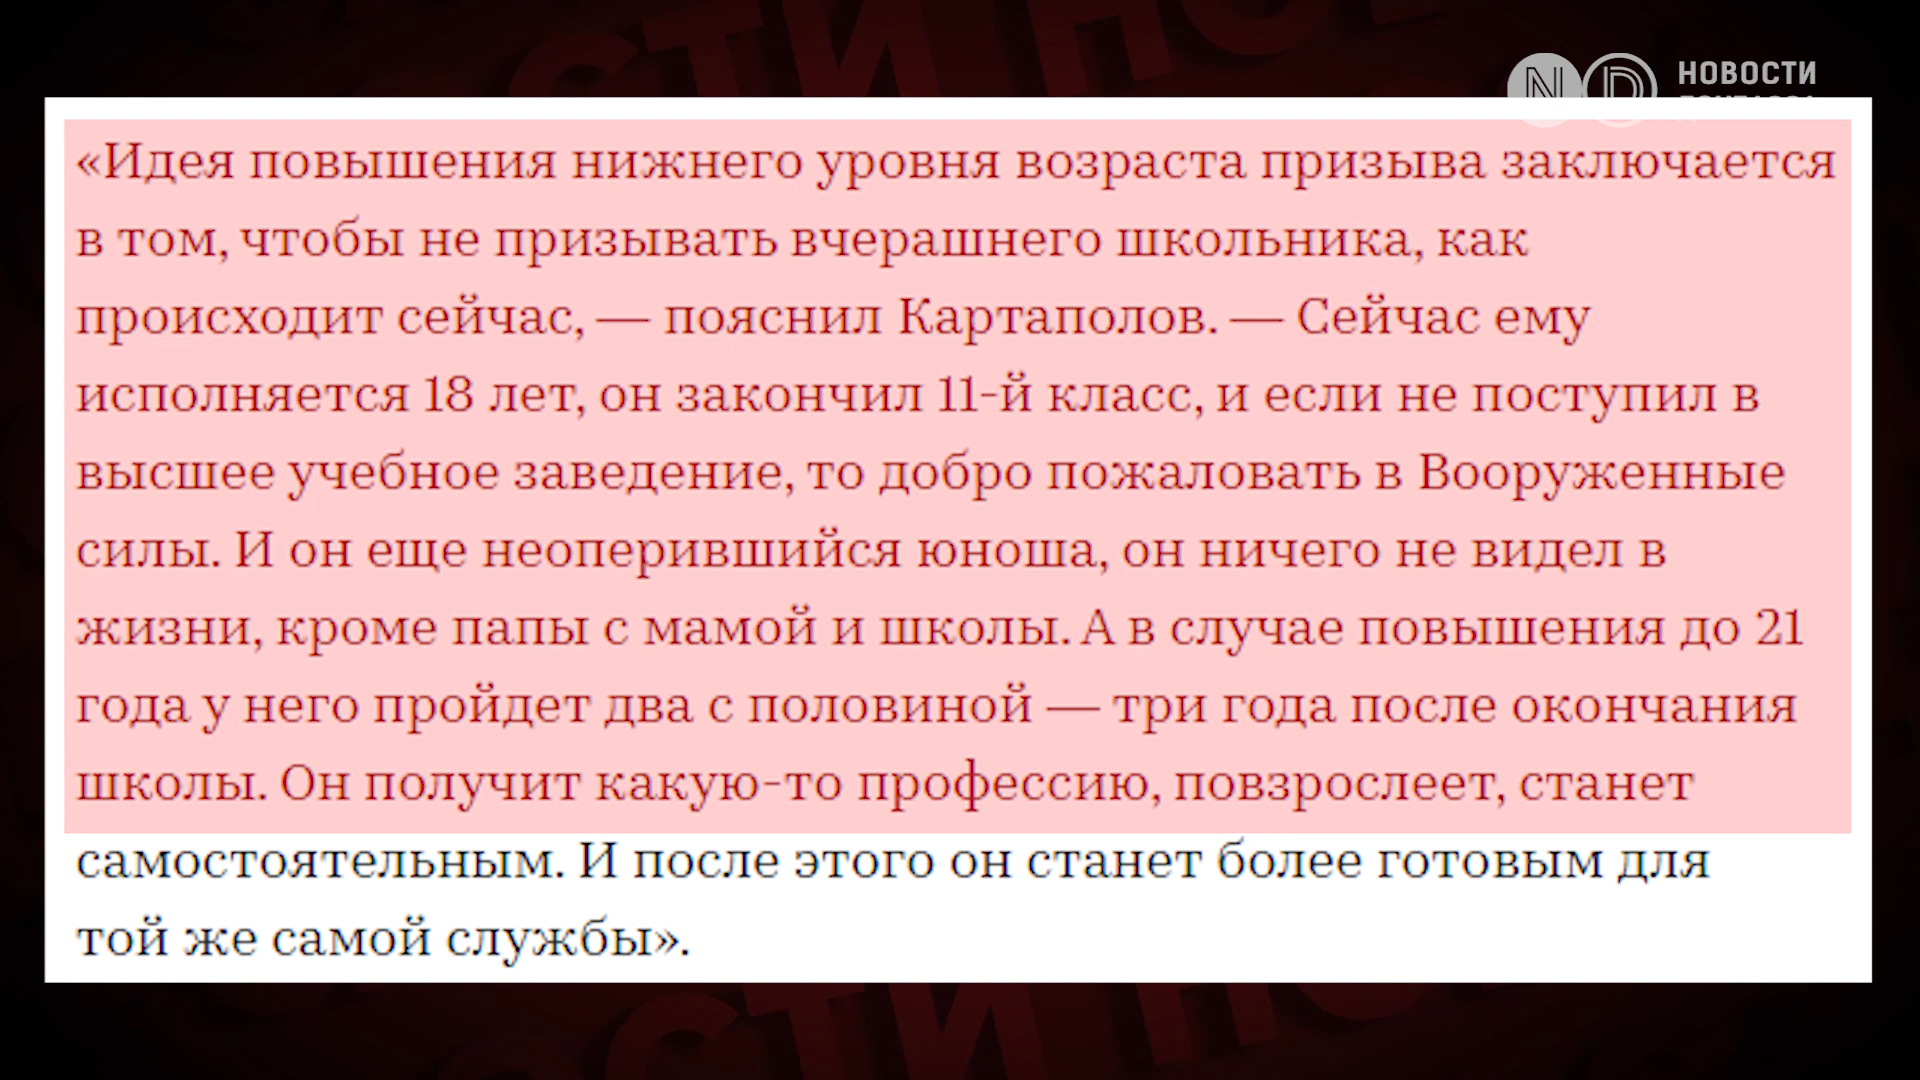 СТИ НОВ
N D НОВОСТИ
«Идея повышения нижнего уровня возраста призыва заключается
в том, чтобы не призывать вчерашнего школьника, как
происходит сейчас, — пояснил Картаполов. — Сейчас ему
исполняется 18 лет, он закончил 11-й класс, и если не поступил в
высшее учебное заведение, то добро пожаловать в Вооруженные
силы. И он еще неоперившийся юноша, он ничего не видел в
жизни, кроме папы с мамой и школы. А в случае повышения до 21
года у него пройдет два с половиной — три года после окончания
школы. Он получит какую-то профессию, повзрослеет, станет
самостоятельным. И после этого он станет более готовым для
той же самой службы».
ОСТИ